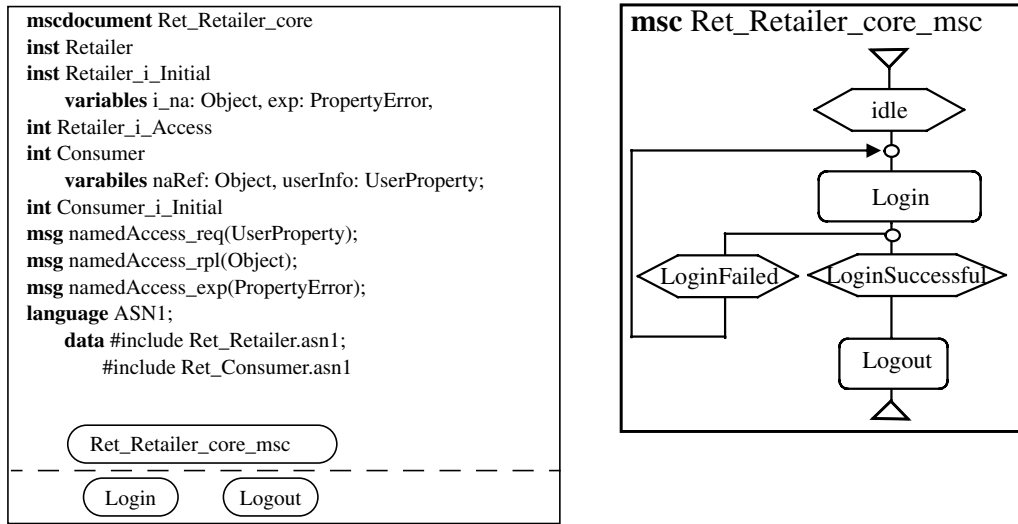 mscdocument Ret_Retailer_core
inst Retailer
inst Retailer_i_Initial
variables i_na: Object, exp: PropertyError,
int Retailer_i_Access
int Consumer
varabiles naRef: Object, userInfo: UserProperty;
int Consumer_i_Initial
msg namedAccess_req(UserProperty);
msg namedAccess_rpl(Object);
msg namedAccess_exp(PropertyError);
language ASN1;
data #include Ret_Retailer.asn1;
#include Ret_Consumer.asn1
Ret_Retailer_core_msc
Login
Logout
msc Ret_Retailer_core_msc
idle
Login
LoginFailed
LoginSuccessful
Logout